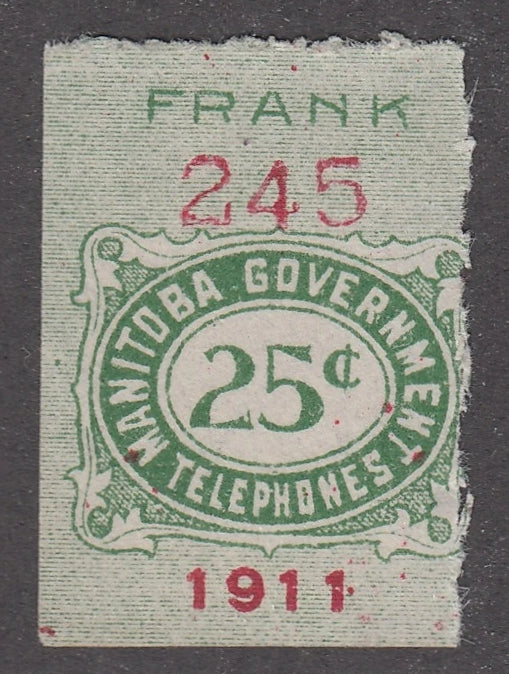 FRANK
245
MANITOBA GOVERNMENT
25¢
TELEPHONES
1911